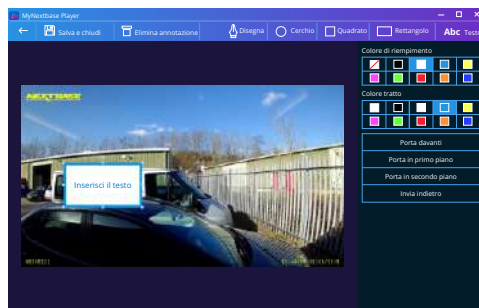 MyNextbase Player
Salva e chiudi
Elimina annotazione
Disegna
Cerchio
Quadrato
Rettangolo
Abc Testo
Colore di riempimento
Colore tratto
Porta davanti
Porta in primo piano
Porta in secondo piano
Invia indietro
NEXTBASE
Inserisci il testo